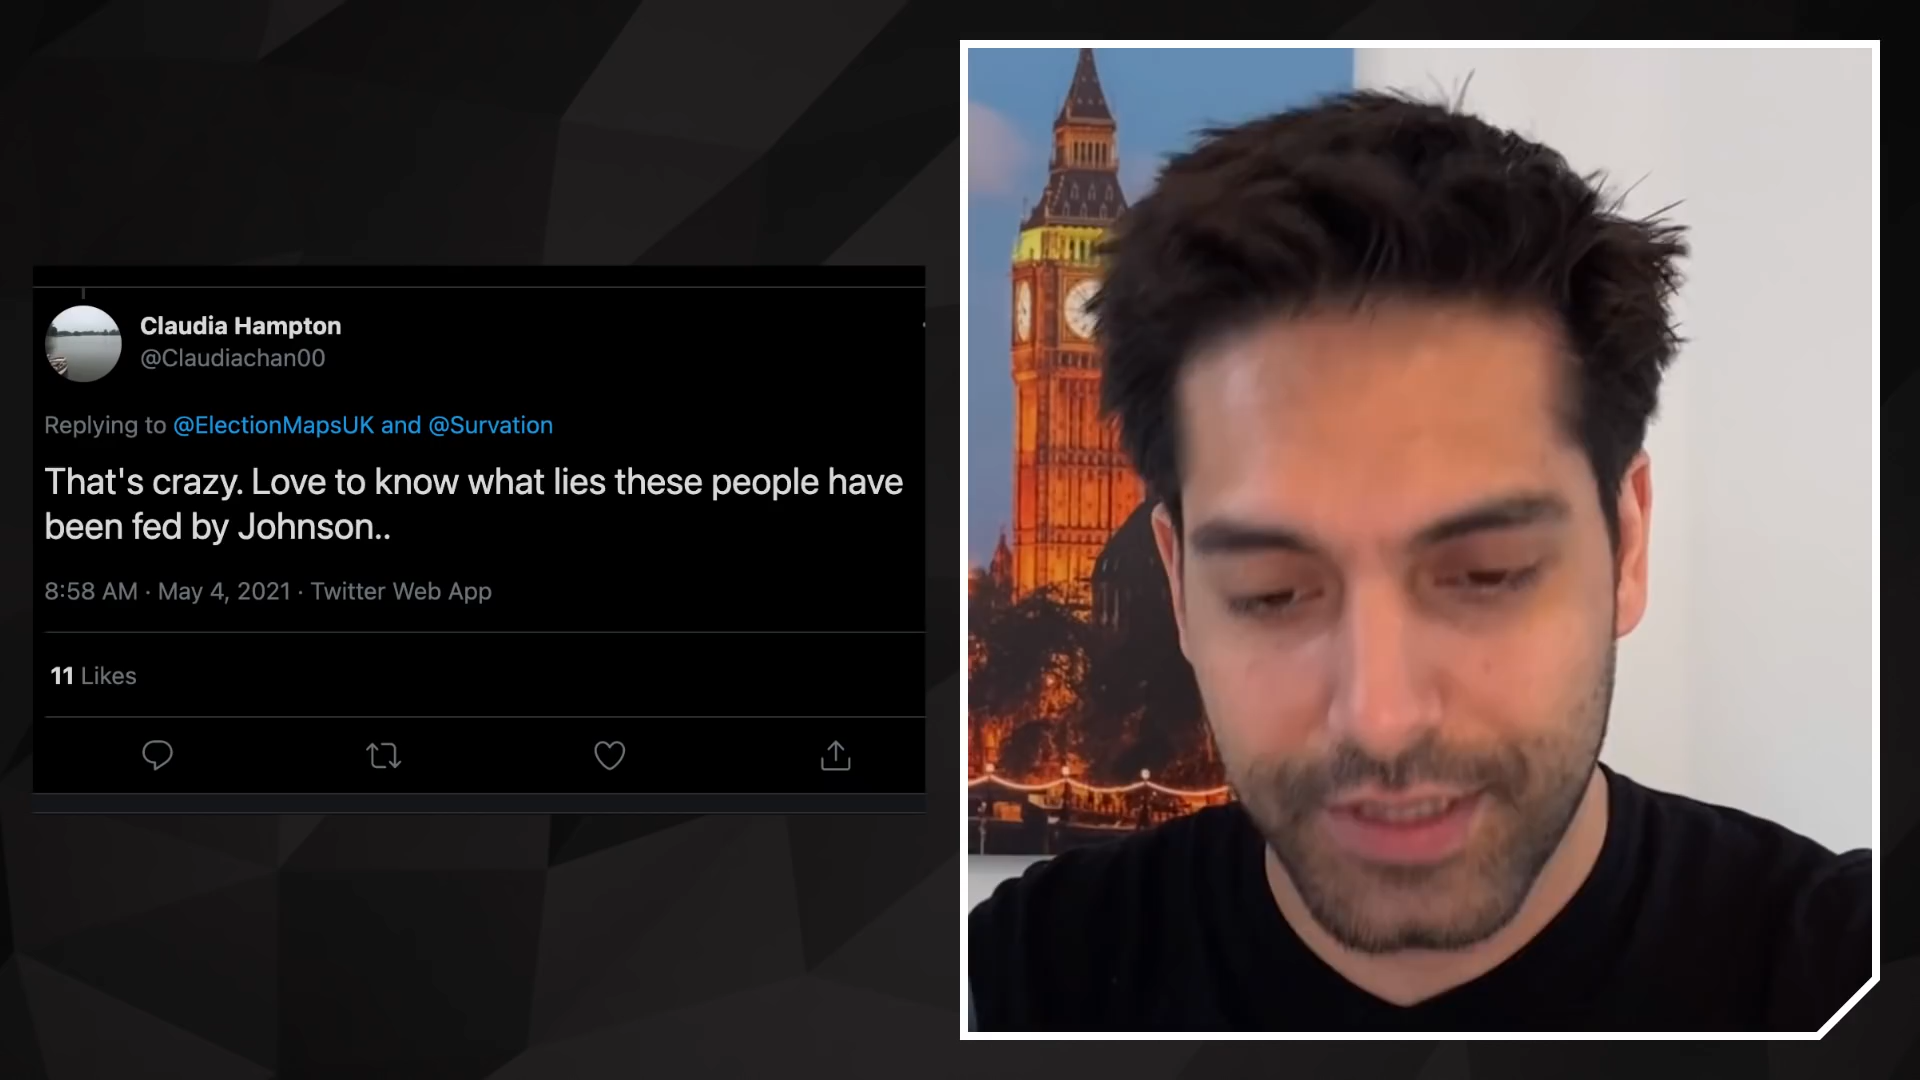 Claudia Hampton
@Claudiachan00
Replying to @ElectionMapsUK and @Survation
That's crazy. Love to know what lies these people have
been fed by Johnson..
8:58 AM · May 4, 2021 · Twitter Web App
11 Likes